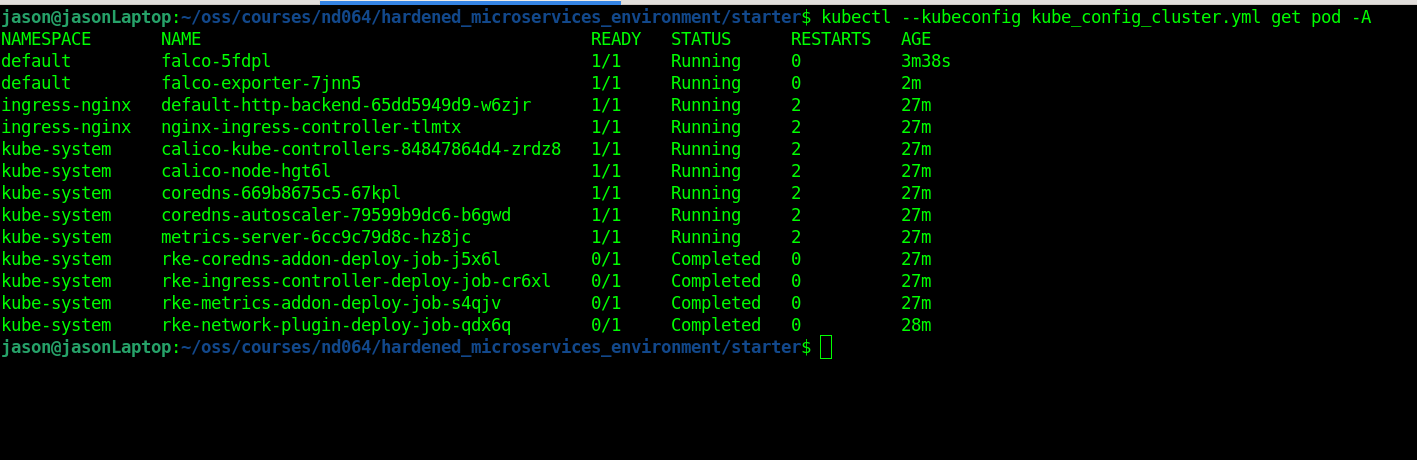 jason@jasonLaptop:~/oss/courses/nd064/hardened_microservices_environment/starter$ kubectl --kubeconfig kube_config_cluster.yml get pod -A
NAMESPACE       NAME                                       READY   STATUS      RESTARTS   AGE
default         falco-5fdpl                                1/1     Running     0          3m38s
default         falco-exporter-7jnn5                       1/1     Running     0          2m
ingress-nginx   default-http-backend-65dd5949d9-w6zjr      1/1     Running     2          27m
ingress-nginx   nginx-ingress-controller-tlmtx             1/1     Running     2          27m
kube-system     calico-kube-controllers-84847864d4-zrdz8   1/1     Running     2          27m
kube-system     calico-node-hgt6l                          1/1     Running     2          27m
kube-system     coredns-669b8675c5-67kpl                   1/1     Running     2          27m
kube-system     coredns-autoscaler-79599b9dc6-b6gwd        1/1     Running     2          27m
kube-system     metrics-server-6cc9c79d8c-hz8jc            1/1     Running     2          27m
kube-system     rke-coredns-addon-deploy-job-j5x6l         0/1     Completed   0          27m
kube-system     rke-ingress-controller-deploy-job-cr6xl    0/1     Completed   0          27m
kube-system     rke-metrics-addon-deploy-job-s4qjv         0/1     Completed   0          27m
kube-system     rke-network-plugin-deploy-job-qdx6q        0/1     Completed   0          28m
jason@jasonLaptop:~/oss/courses/nd064/hardened_microservices_environment/starter$